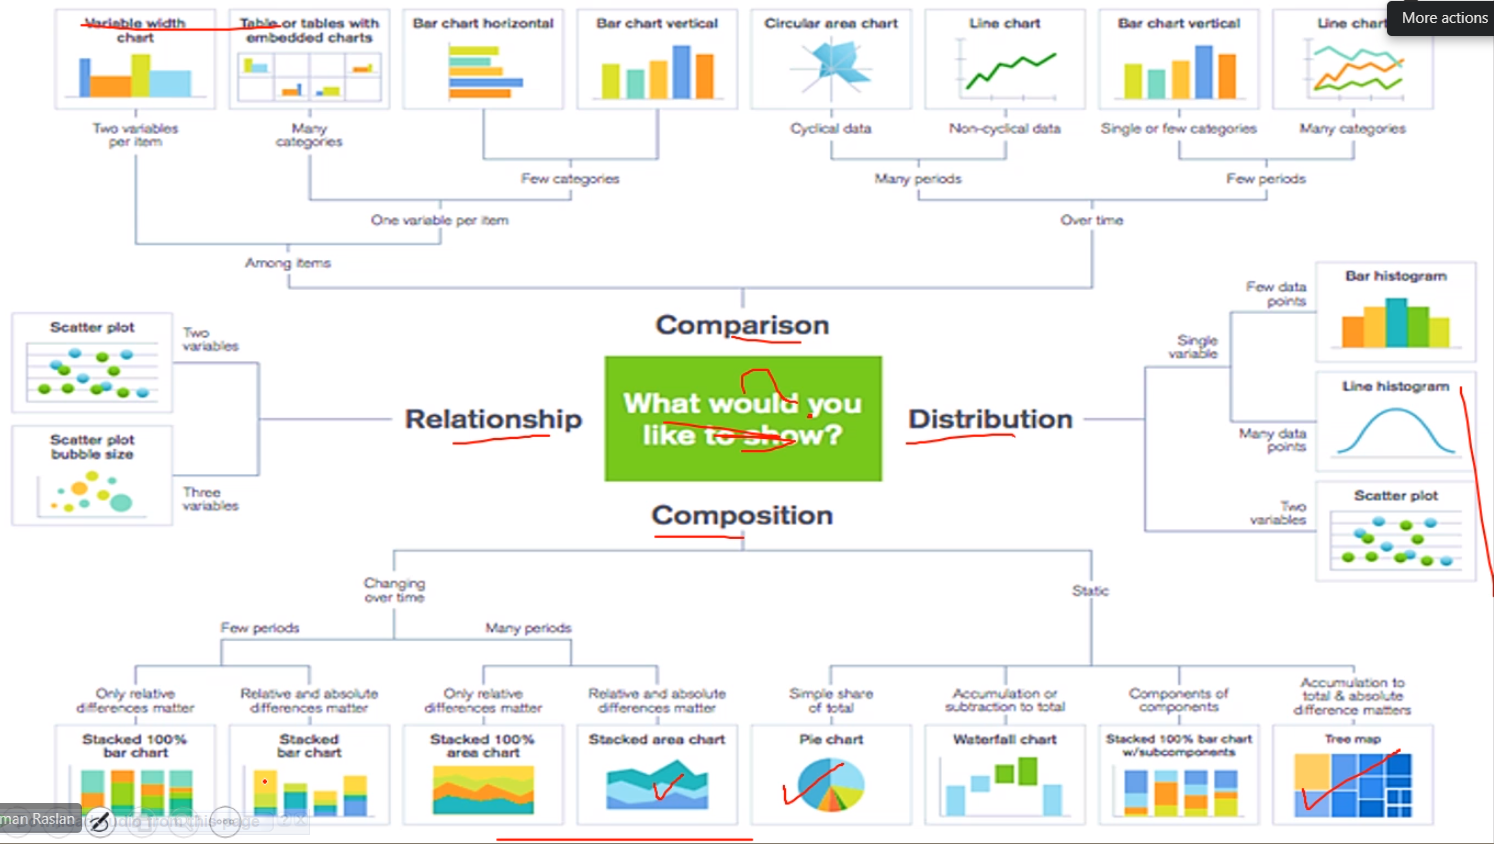 More actions
Variable width
chart
Table or tables with
embedded charts
Bar chart horizontal
Bar chart vertical
Circular area chart
Line chart
Bar chart vertical
Line chart
Two variables
per item
Many
categories
Cyclical data
Non-cyclical data
Single or few categories
Many categories
Few categories
Many periods
Few periods
One variable per item
Over time
Among items
Comparison
What would you
like to show?
Relationship
Distribution
Composition
Scatter plot
Two
variables
Scatter plot
bubble size
Three
variables
Few data
points
Bar histogram
Single
variable
Line histogram
Many data
points
Two
variables
Scatter plot
Changing
over time
Static
Few periods
Many periods
Only relative
differences matter
Relative and absolute
differences matter
Only relative
differences matter
Relative and absolute
differences matter
Simple share
of total
Accumulation or
subtraction to total
Components of
components
Accumulation to
total & absolute
difference matters
Stacked 100%
bar chart
Stacked
bar chart
Stacked 100%
area chart
Stacked area chart
Pie chart
Waterfall chart
Stacked 100% bar chart
w/subcomponents
Tree map
man Raslan
from this page